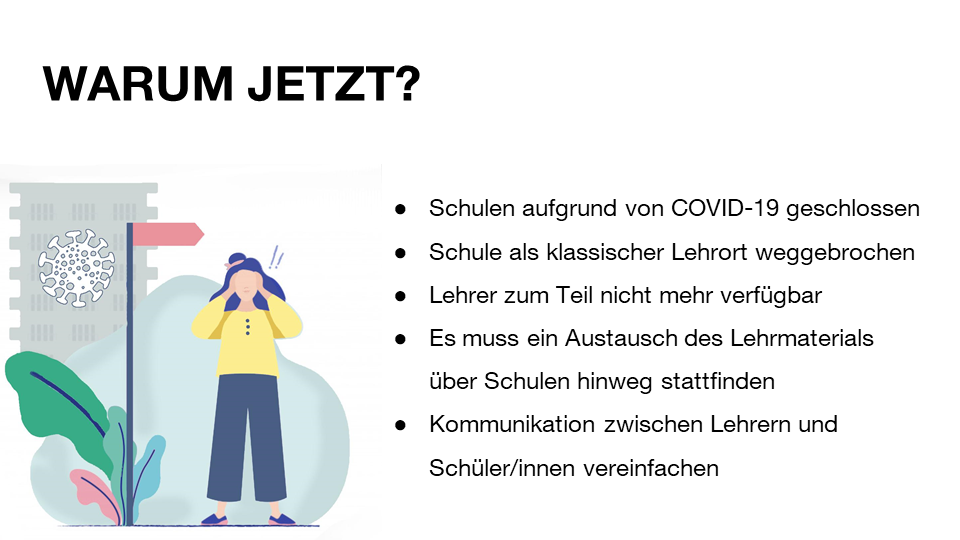 WARUM JETZT?
● Schulen aufgrund von COVID-19 geschlossen
● Schule als klassischer Lehrort weggebrochen
● Lehrer zum Teil nicht mehr verfügbar
● Es muss ein Austausch des Lehrmaterials
über Schulen hinweg stattfinden
● Kommunikation zwischen Lehrern und
Schüler/innen vereinfachen